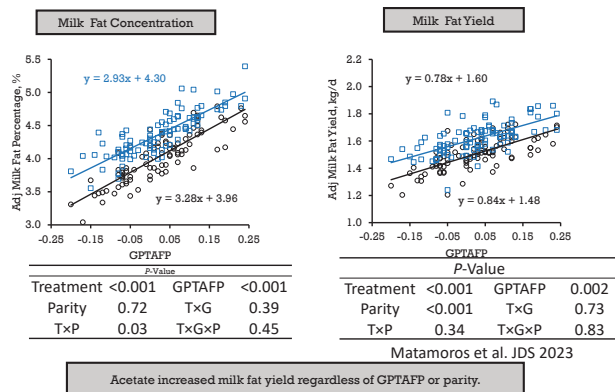 Milk Fat Concentration
Milk Fat Yield
Adj Milk Fat Percentage, %
5.5
5.0
4.5
4.0
3.5
3.0
y = 2.93x + 4.30
y = 3.28x + 3.96
-0.25 -0.15 -0.05 0.05 0.15 0.25
GPTAFP
Adj Milk Fat Yield, kg/d
2.2
2.0
1.8
1.6
1.4
1.2
1.0
y = 0.78x + 1.60
y = 0.84x + 1.48
-0.25 -0.15 -0.05 0.05 0.15 0.25
GPTAFP
P-Value
Treatment <0.001 GPTAFP <0.001
Parity 0.72 T×G 0.39
T×P 0.03 T×G×P 0.45
P-Value
Treatment <0.001 GPTAFP 0.002
Parity <0.001 T×G 0.73
T×P 0.34 T×G×P 0.83
Matamoros et al. JDS 2023
Acetate increased milk fat yield regardless of GPTAFP or parity.